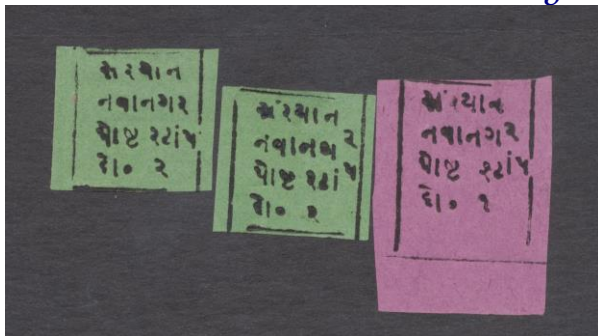 સંસ્થાન
નવાનગર
પોષ્ટ સ્ટાંપ
દો૦ ૨
સંસ્થાન
નવાનગર
પોષ્ટ સ્ટાંપ
દો૦ ૨
સંસ્થાન
નવાનગર
પોષ્ટ સ્ટાંપ
દો૦ ૧